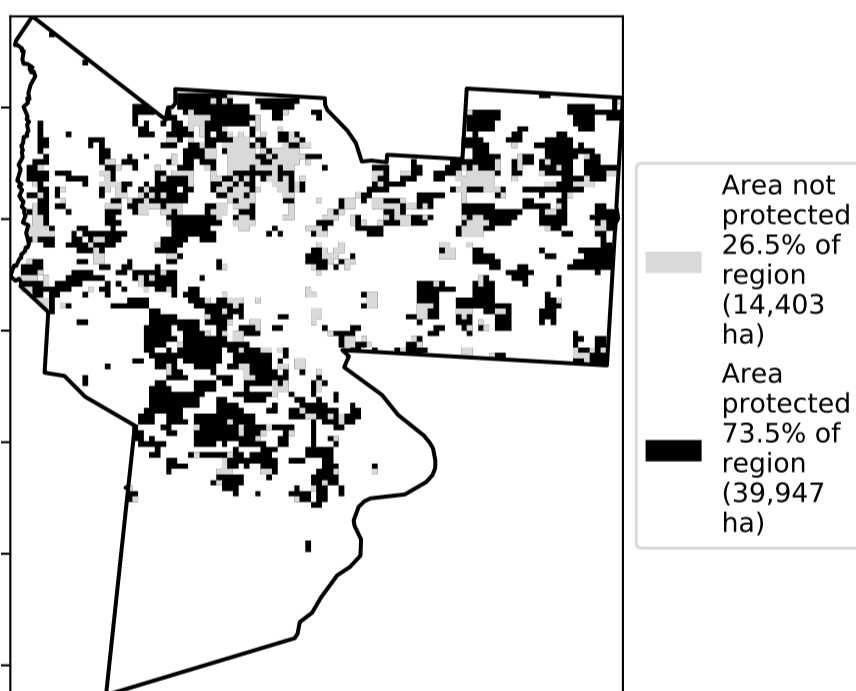 Area not
protected
26.5% of
region
(14,403
ha)
Area
protected
73.5% of
region
(39,947
ha)